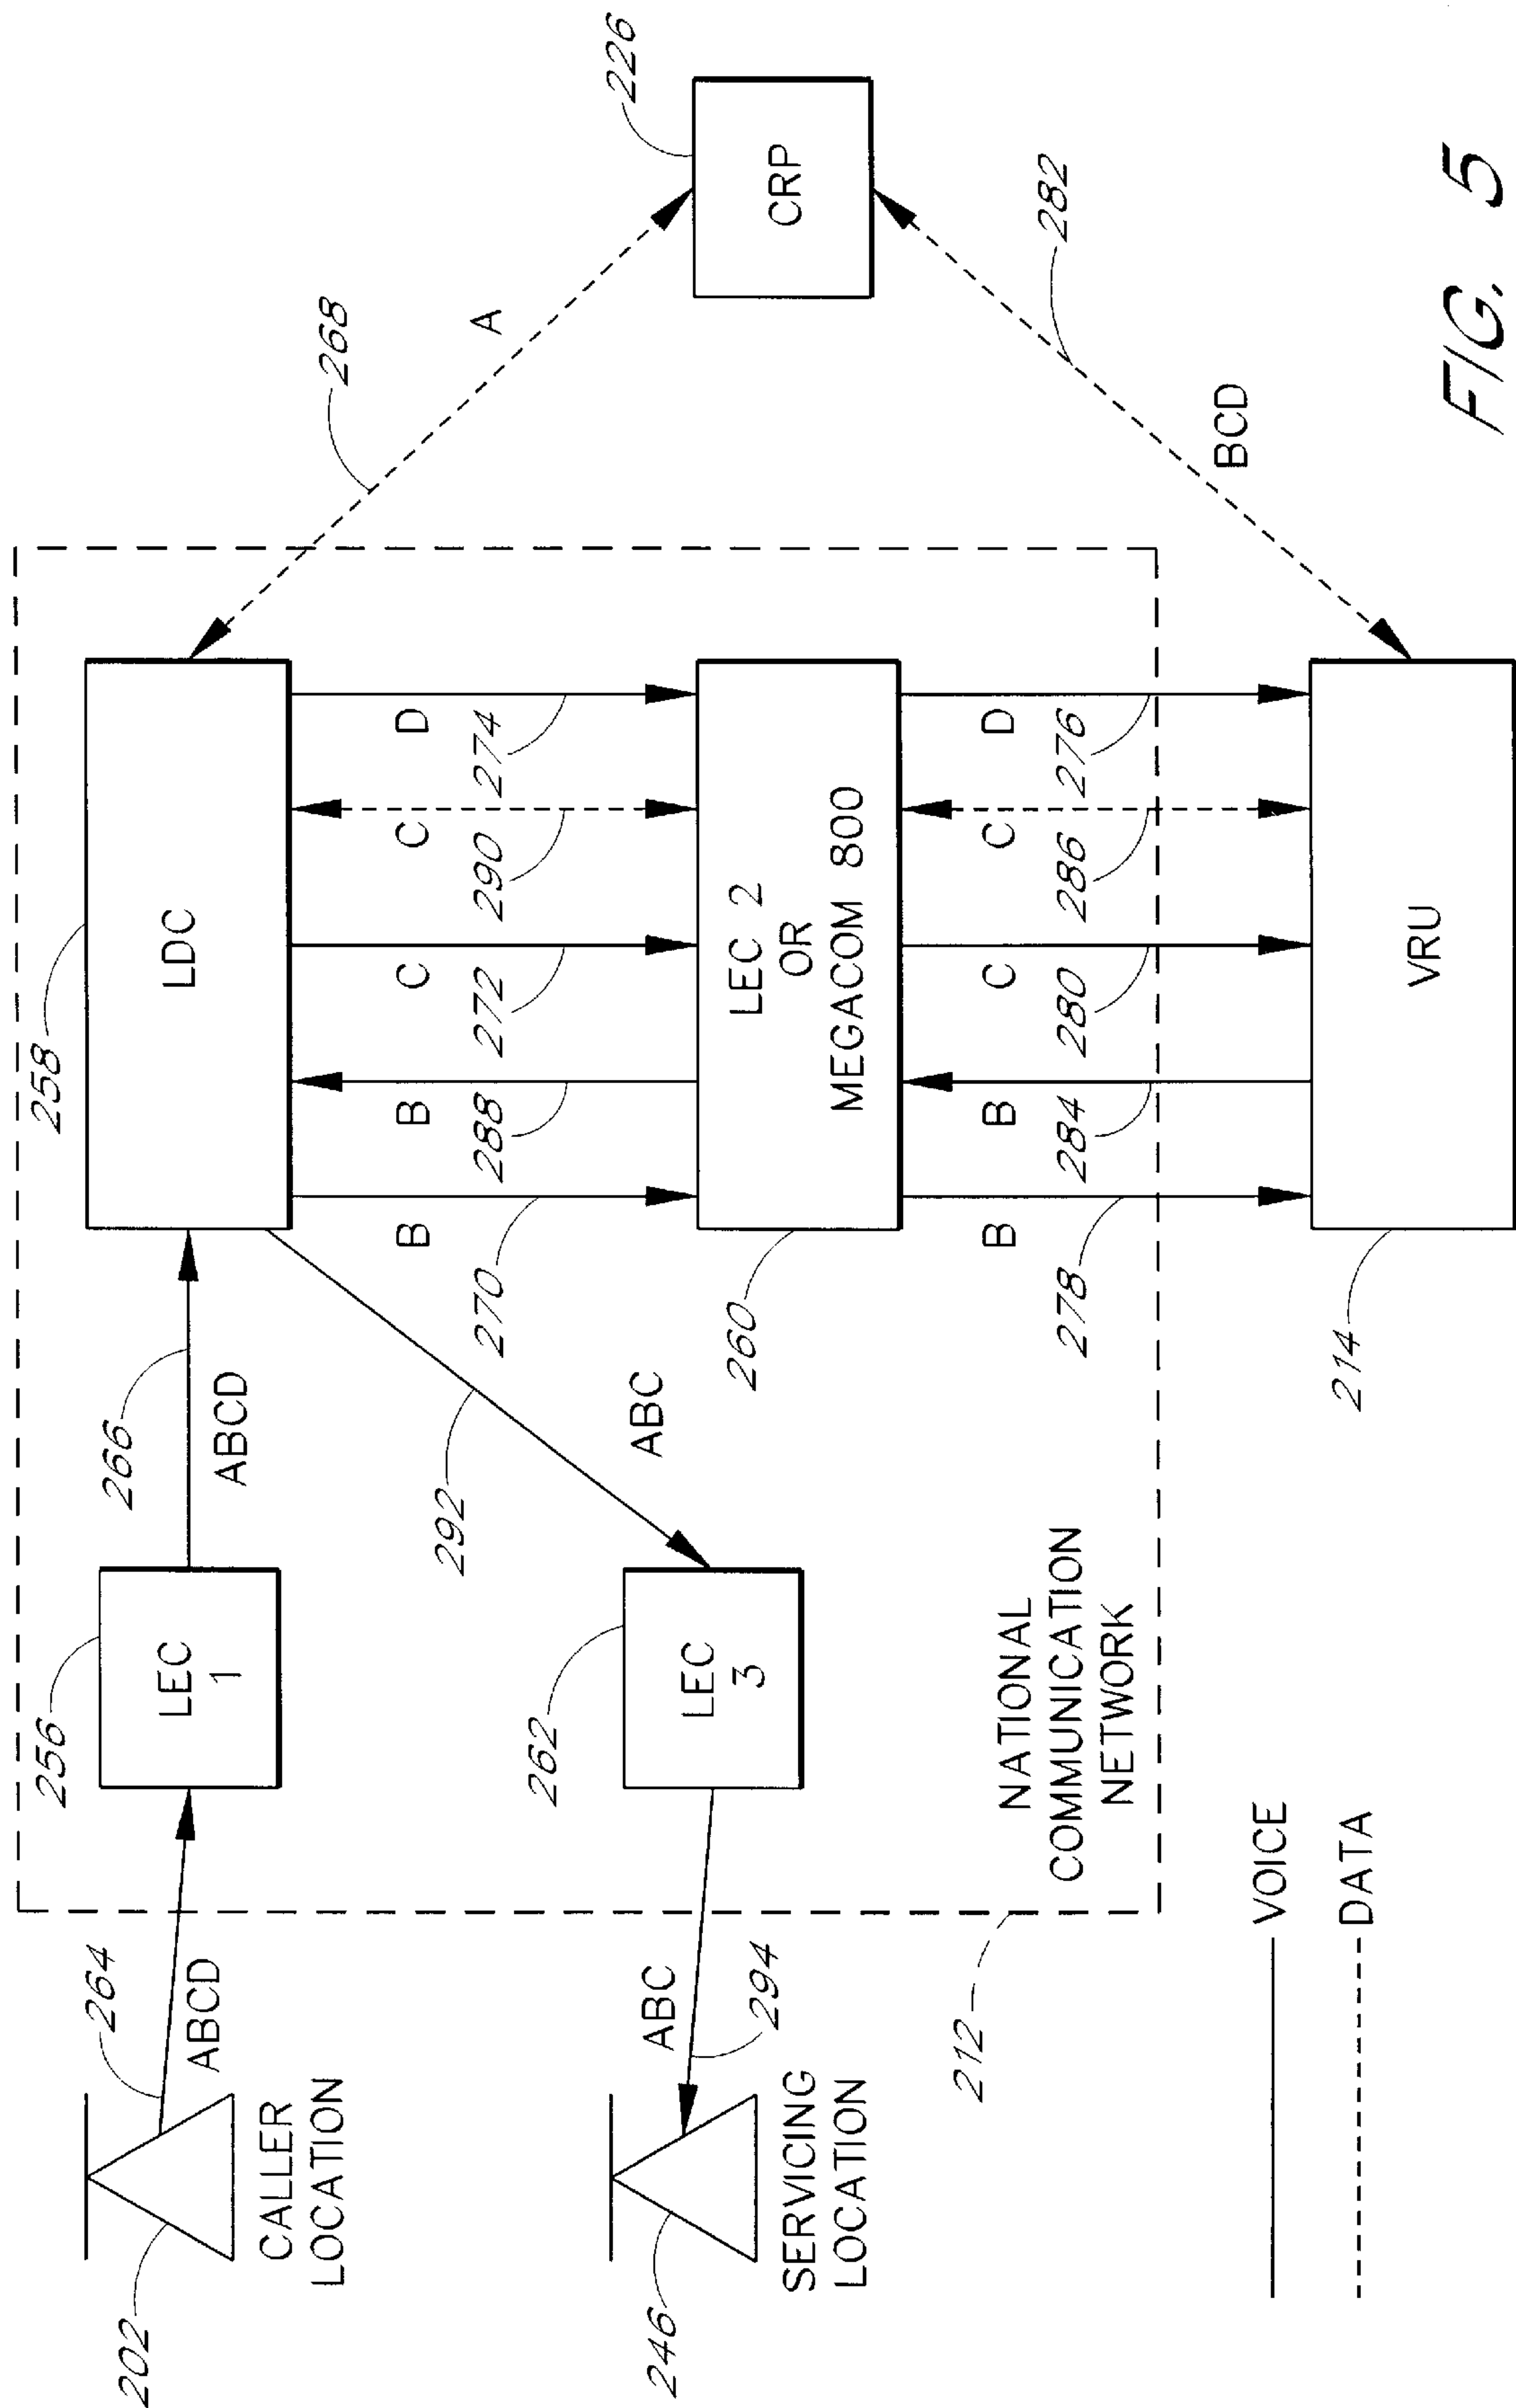 202
264
ABCD
CALLER
LOCATION
256
LEC
1
266
ABCD
258
LDC
268
A
226
CRP
246
SERVICING
LOCATION
ABC
294
262
LEC
3
292
ABC
B
270
B
288
C
272
C
290
D
274
260
LEC 2
OR
MEGACOM 800
212
NATIONAL
COMMUNICATION
NETWORK
B
278
B
284
C
280
C
286
D
276
BCD
282
214
VRU
VOICE
DATA
FIG. 5